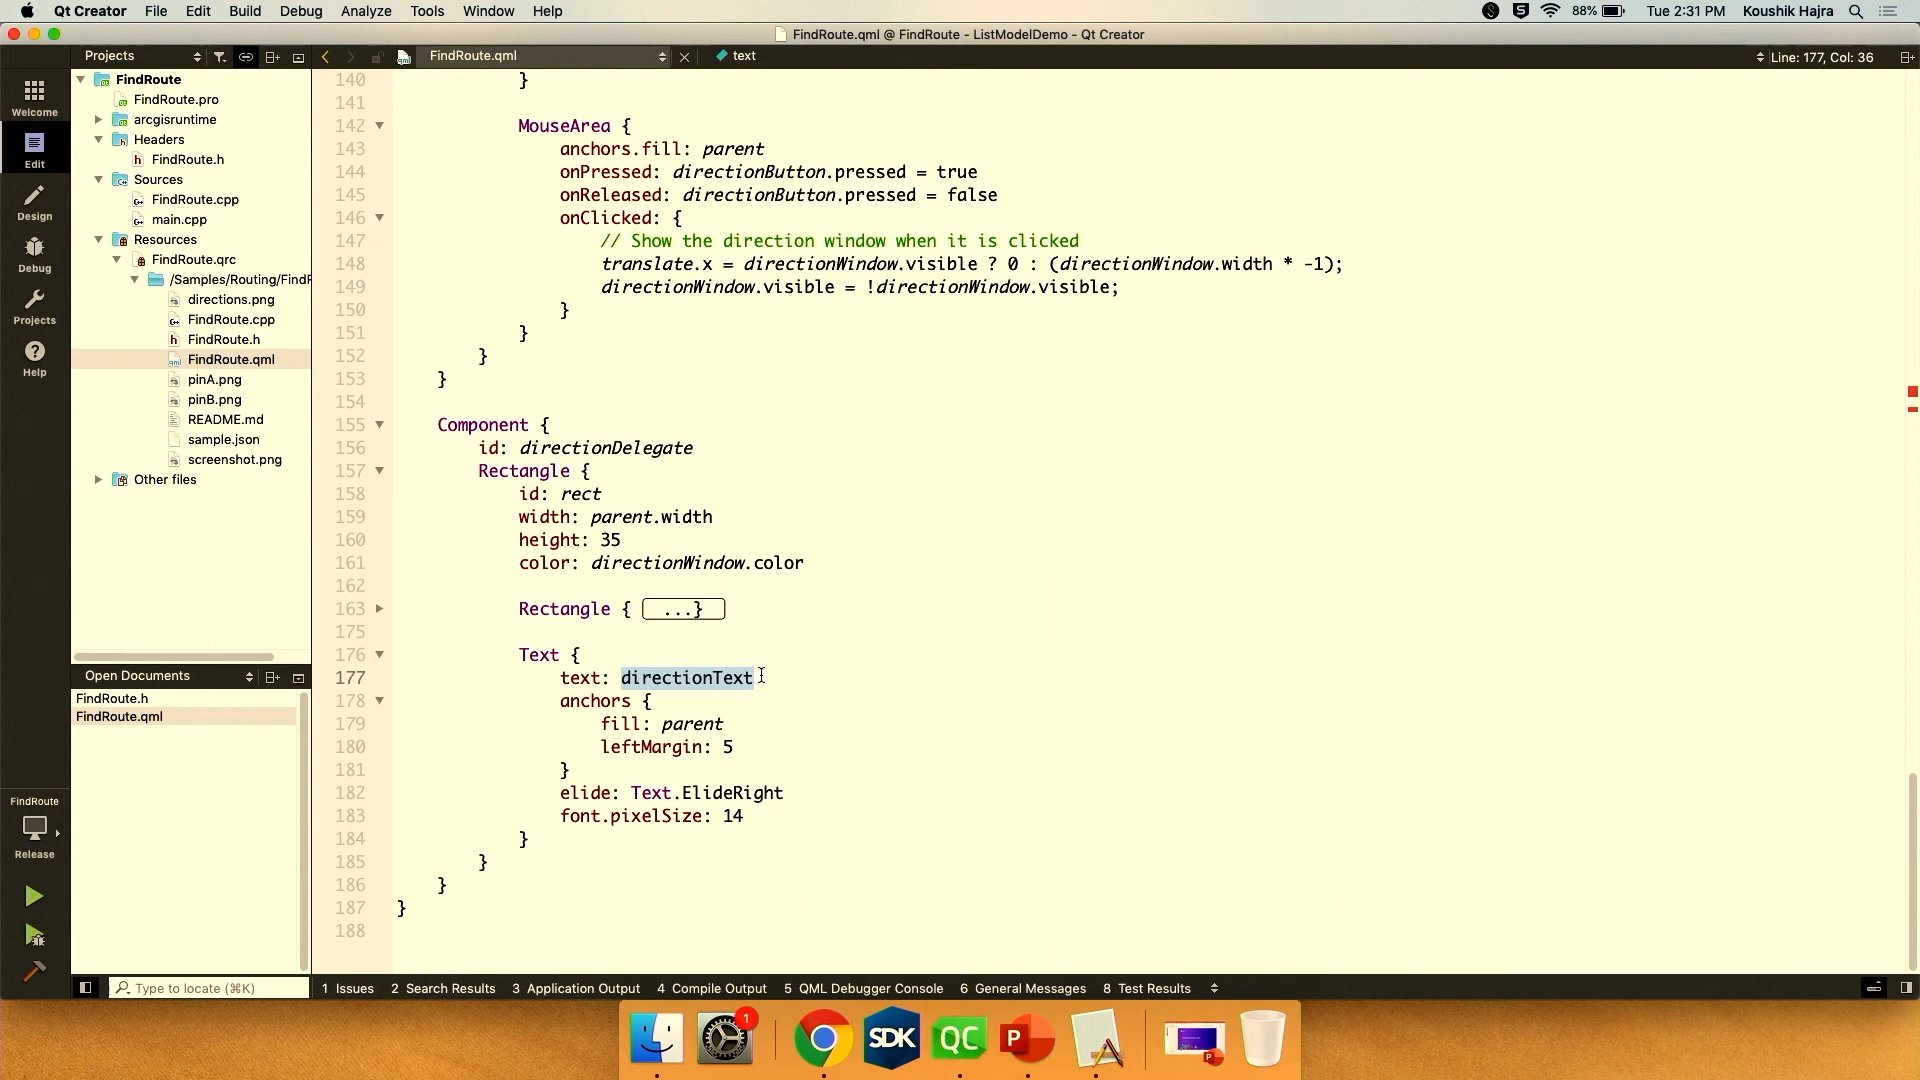 Qt Creator File Edit Build Debug Analyze Tools Window Help 88% Tue 2:31 PM Koushik Hajra
FindRoute.qml @ FindRoute - ListModelDemo - Qt Creator
Projects FindRoute.qml text Line: 177, Col: 36
Welcome
Edit
Design
Debug
Projects
Help
FindRoute
Release
FindRoute
FindRoute.pro
arcgisruntime
Headers
FindRoute.h
Sources
FindRoute.cpp
main.cpp
Resources
FindRoute.qrc
/Samples/Routing/FindR
directions.png
FindRoute.cpp
FindRoute.h
FindRoute.qml
pinA.png
pinB.png
README.md
sample.json
screenshot.png
Other files
Open Documents
FindRoute.h
FindRoute.qml
140 }
141
142 MouseArea {
143 anchors.fill: parent
144 onPressed: directionButton.pressed = true
145 onReleased: directionButton.pressed = false
146 onClicked: {
147 // Show the direction window when it is clicked
148 translate.x = directionWindow.visible ? 0 : (directionWindow.width * -1);
149 directionWindow.visible = !directionWindow.visible;
150 }
151 }
152 }
153 }
154
155 Component {
156 id: directionDelegate
157 Rectangle {
158 id: rect
159 width: parent.width
160 height: 35
161 color: directionWindow.color
162
163 Rectangle { ...}
175
176 Text {
177 text: directionText
178 anchors {
179 fill: parent
180 leftMargin: 5
181 }
182 elide: Text.ElideRight
183 font.pixelSize: 14
184 }
185 }
186 }
187 }
188
Type to locate (⌘K) 1 Issues 2 Search Results 3 Application Output 4 Compile Output 5 QML Debugger Console 6 General Messages 8 Test Results
1
SDK QC P